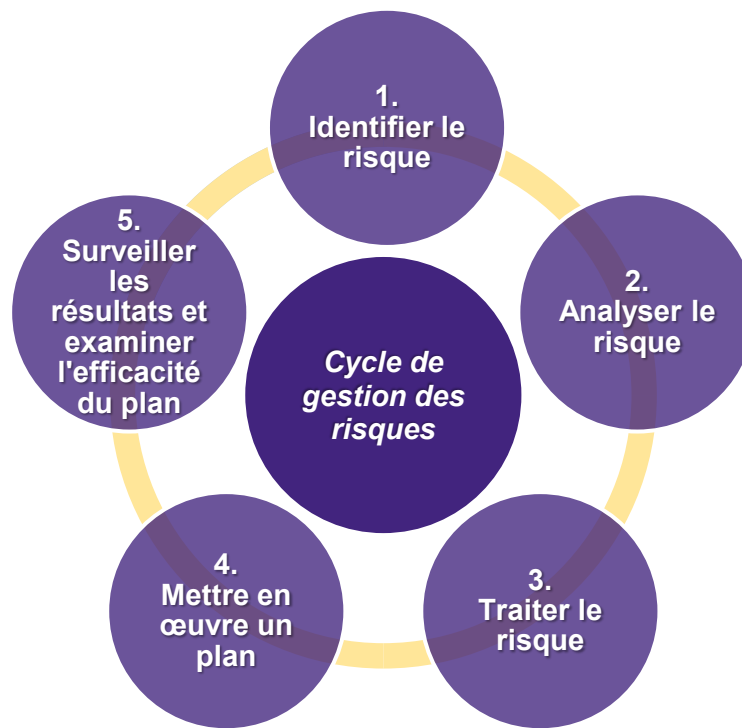 1.
Identifier le
risque
2.
Analyser le
risque
3.
Traiter le
risque
4.
Mettre en
œuvre un
plan
5.
Surveiller
les
résultats et
examiner
l'efficacité
du plan
Cycle de
gestion des
risques